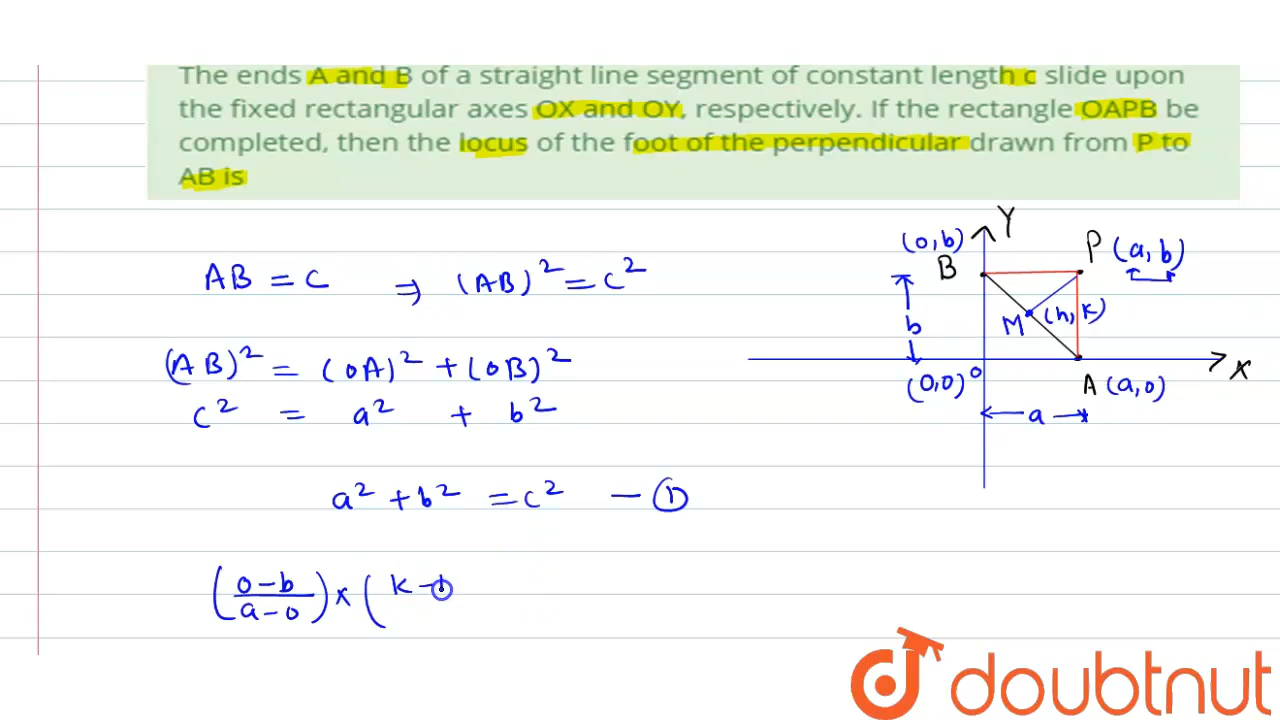 The ends A and B of a straight line segment of constant length c slide upon
the fixed rectangular axes OX and OY, respectively. If the rectangle OAPB be
completed, then the locus of the foot of the perpendicular drawn from P to
AB is
Y
(0, b)
B
P (a, b)
M (h, k)
b
(0,0) 0
A (a, 0)
X
a
AB = c ⇒ (AB)² = c²
(AB)² = (OA)² + (OB)²
c² = a² + b²
a² + b² = c² — ①
(0 - b / a - 0) × ( k -
doubtnut